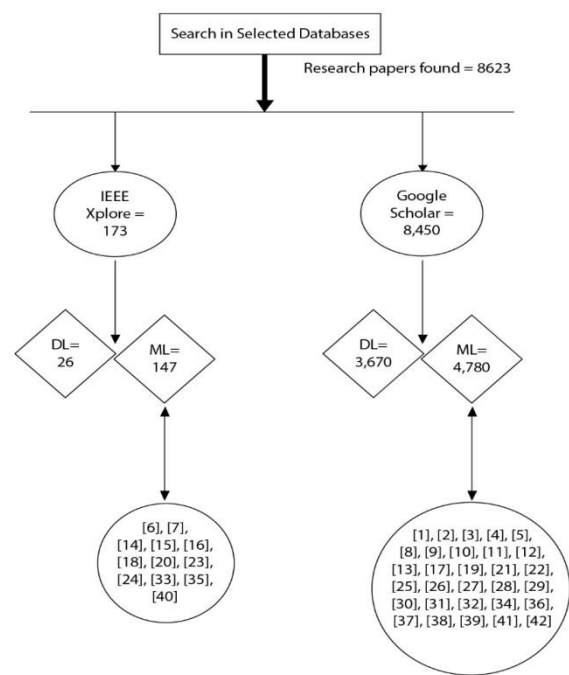 Search in Selected Databases
Research papers found = 8623
IEEE
Xplore =
173
Google
Scholar =
8,450
DL=
26
ML=
147
DL=
3,670
ML=
4,780
[6], [7],
[14], [15], [16],
[18], [20], [23],
[24], [33], [35],
[40]
[1], [2], [3], [4], [5],
[8], [9], [10], [11], [12],
[13], [17], [19], [21], [22],
[25], [26], [27], [28], [29],
[30], [31], [32], [34], [36],
[37], [38], [39], [41], [42]